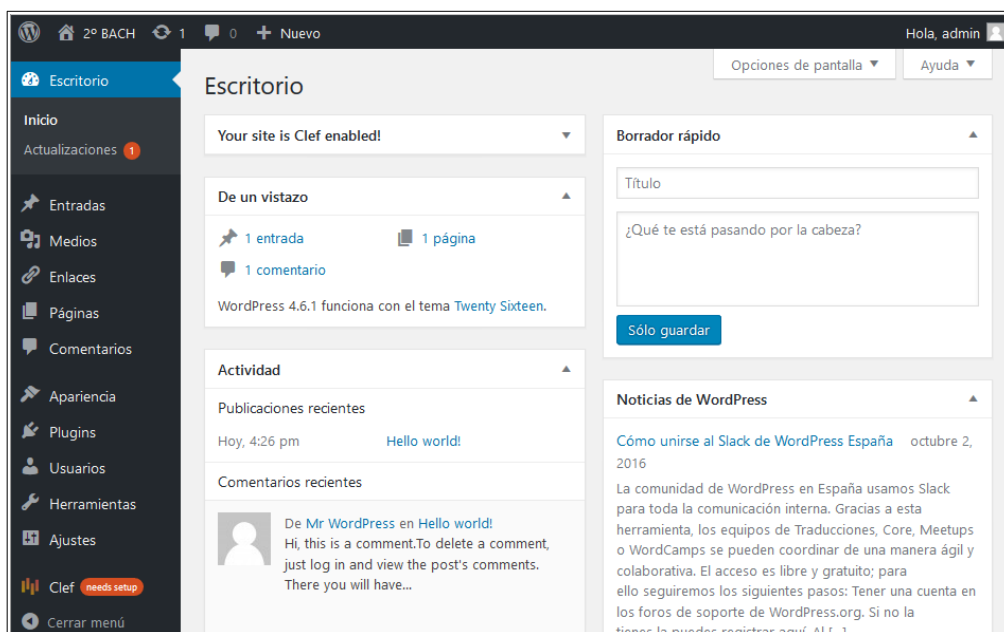 2º BACH 1 0 Nuevo Hola, admin
Escritorio
Inicio
Actualizaciones 1
Entradas
Medios
Enlaces
Páginas
Comentarios
Apariencia
Plugins
Usuarios
Herramientas
Ajustes
Clef needs setup
Cerrar menú
Opciones de pantalla Ayuda
Escritorio
Your site is Clef enabled!
De un vistazo
1 entrada 1 página
1 comentario
WordPress 4.6.1 funciona con el tema Twenty Sixteen.
Actividad
Publicaciones recientes
Hoy, 4:26 pm Hello world!
Comentarios recientes
De Mr WordPress en Hello world!
Hi, this is a comment.To delete a comment,
just log in and view the post's comments.
There you will have...
Borrador rápido
Título
¿Qué te está pasando por la cabeza?
Sólo guardar
Noticias de WordPress
Cómo unirse al Slack de WordPress España octubre 2,
2016
La comunidad de WordPress en España usamos Slack
para toda la comunicación interna. Gracias a esta
herramienta, los equipos de Traducciones, Core, Meetups
o WordCamps se pueden coordinar de una manera ágil y
colaborativa. El acceso es libre y gratuito; para
ello seguiremos los siguientes pasos: Tener una cuenta en
los foros de soporte de WordPress.org. Si no la
tienes la puedes registrar aquí. Al [...]